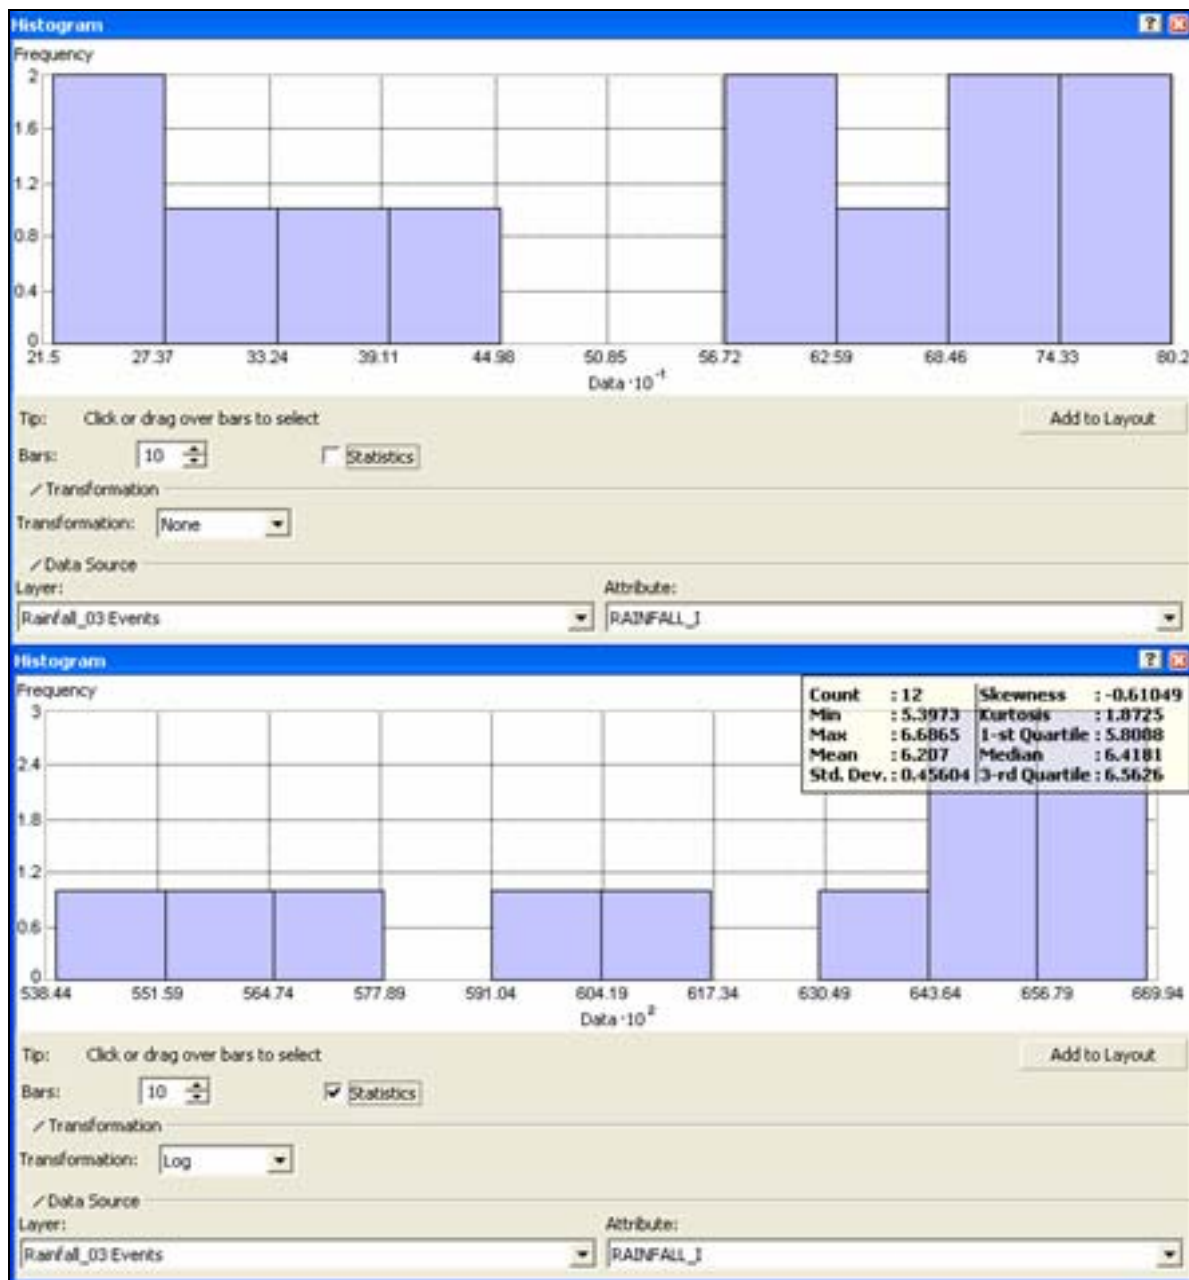 Histogram
Frequency
2
1.6
1.2
0.8
0.4
0
21.5 27.37 33.24 39.11 44.98 50.85 56.72 62.59 68.46 74.33 80.2
Data ·10⁻¹
Tip: Click or drag over bars to select Add to Layout
Bars: 10 Statistics
Transformation
Transformation: None
Data Source
Layer: Attribute:
Rainfall_03 Events RAINFALL_I
Histogram
Frequency
3
2.4
1.8
1.2
0.6
0
Count : 12 Skewness : -0.61049
Min : 5.3973 Kurtosis : 1.8725
Max : 6.6865 1-st Quartile : 5.8088
Mean : 6.207 Median : 6.4181
Std. Dev. : 0.45604 3-rd Quartile : 6.5626
538.44 551.59 564.74 577.89 591.04 604.19 617.34 630.49 643.64 656.79 669.94
Data ·10²
Tip: Click or drag over bars to select Add to Layout
Bars: 10 Statistics
Transformation
Transformation: Log
Data Source
Layer: Attribute:
Rainfall_03 Events RAINFALL_I